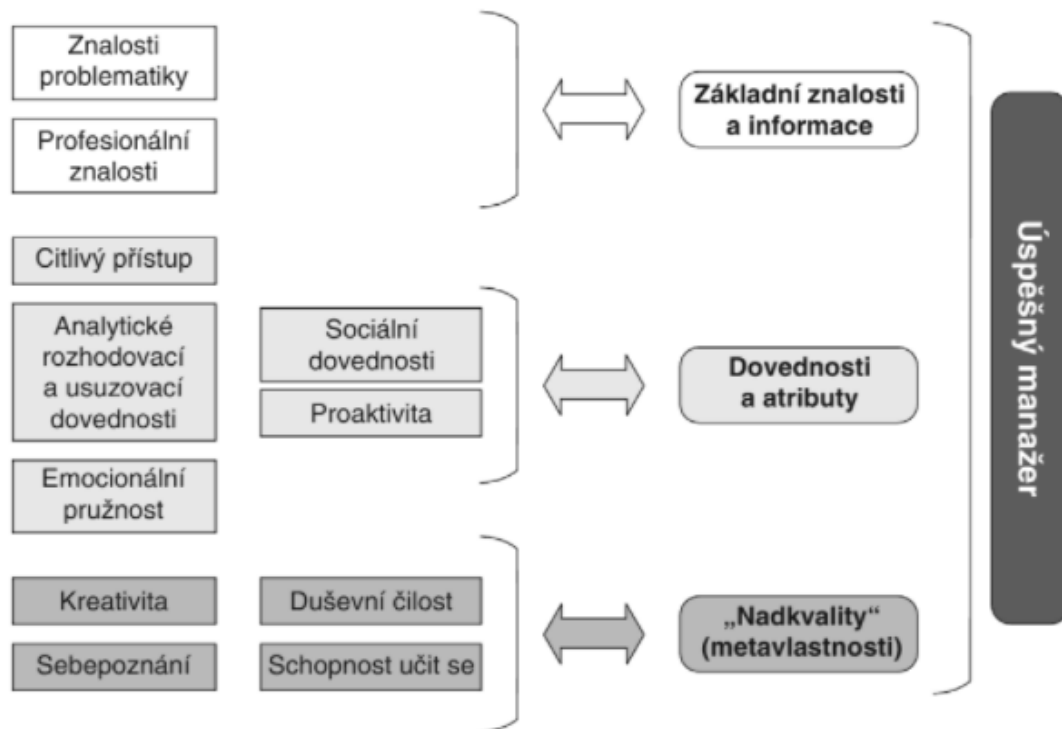 Znalosti
problematiky
Profesionální
znalosti
Základní znalosti
a informace
Citlivý přístup
Analytické
rozhodovací
a usuzovací
dovednosti
Sociální
dovednosti
Proaktivita
Dovednosti
a atributy
Emocionální
pružnost
Kreativita
Duševní čilost
Sebepoznání
Schopnost učit se
„Nadkvality“
(metavlastnosti)
Úspěšný manažer